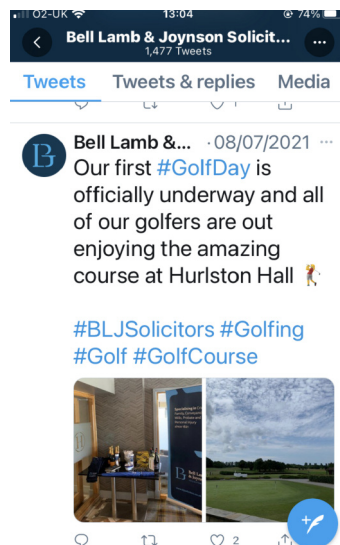 O2-UK 13:04 74%
Bell Lamb & Joynson Solicit...
1,477 Tweets
Tweets Tweets & replies Media
1
Bell Lamb &... · 08/07/2021
Our first #GolfDay is
officially underway and all
of our golfers are out
enjoying the amazing
course at Hurlston Hall
#BLJSolicitors #Golfing
#Golf #GolfCourse
2